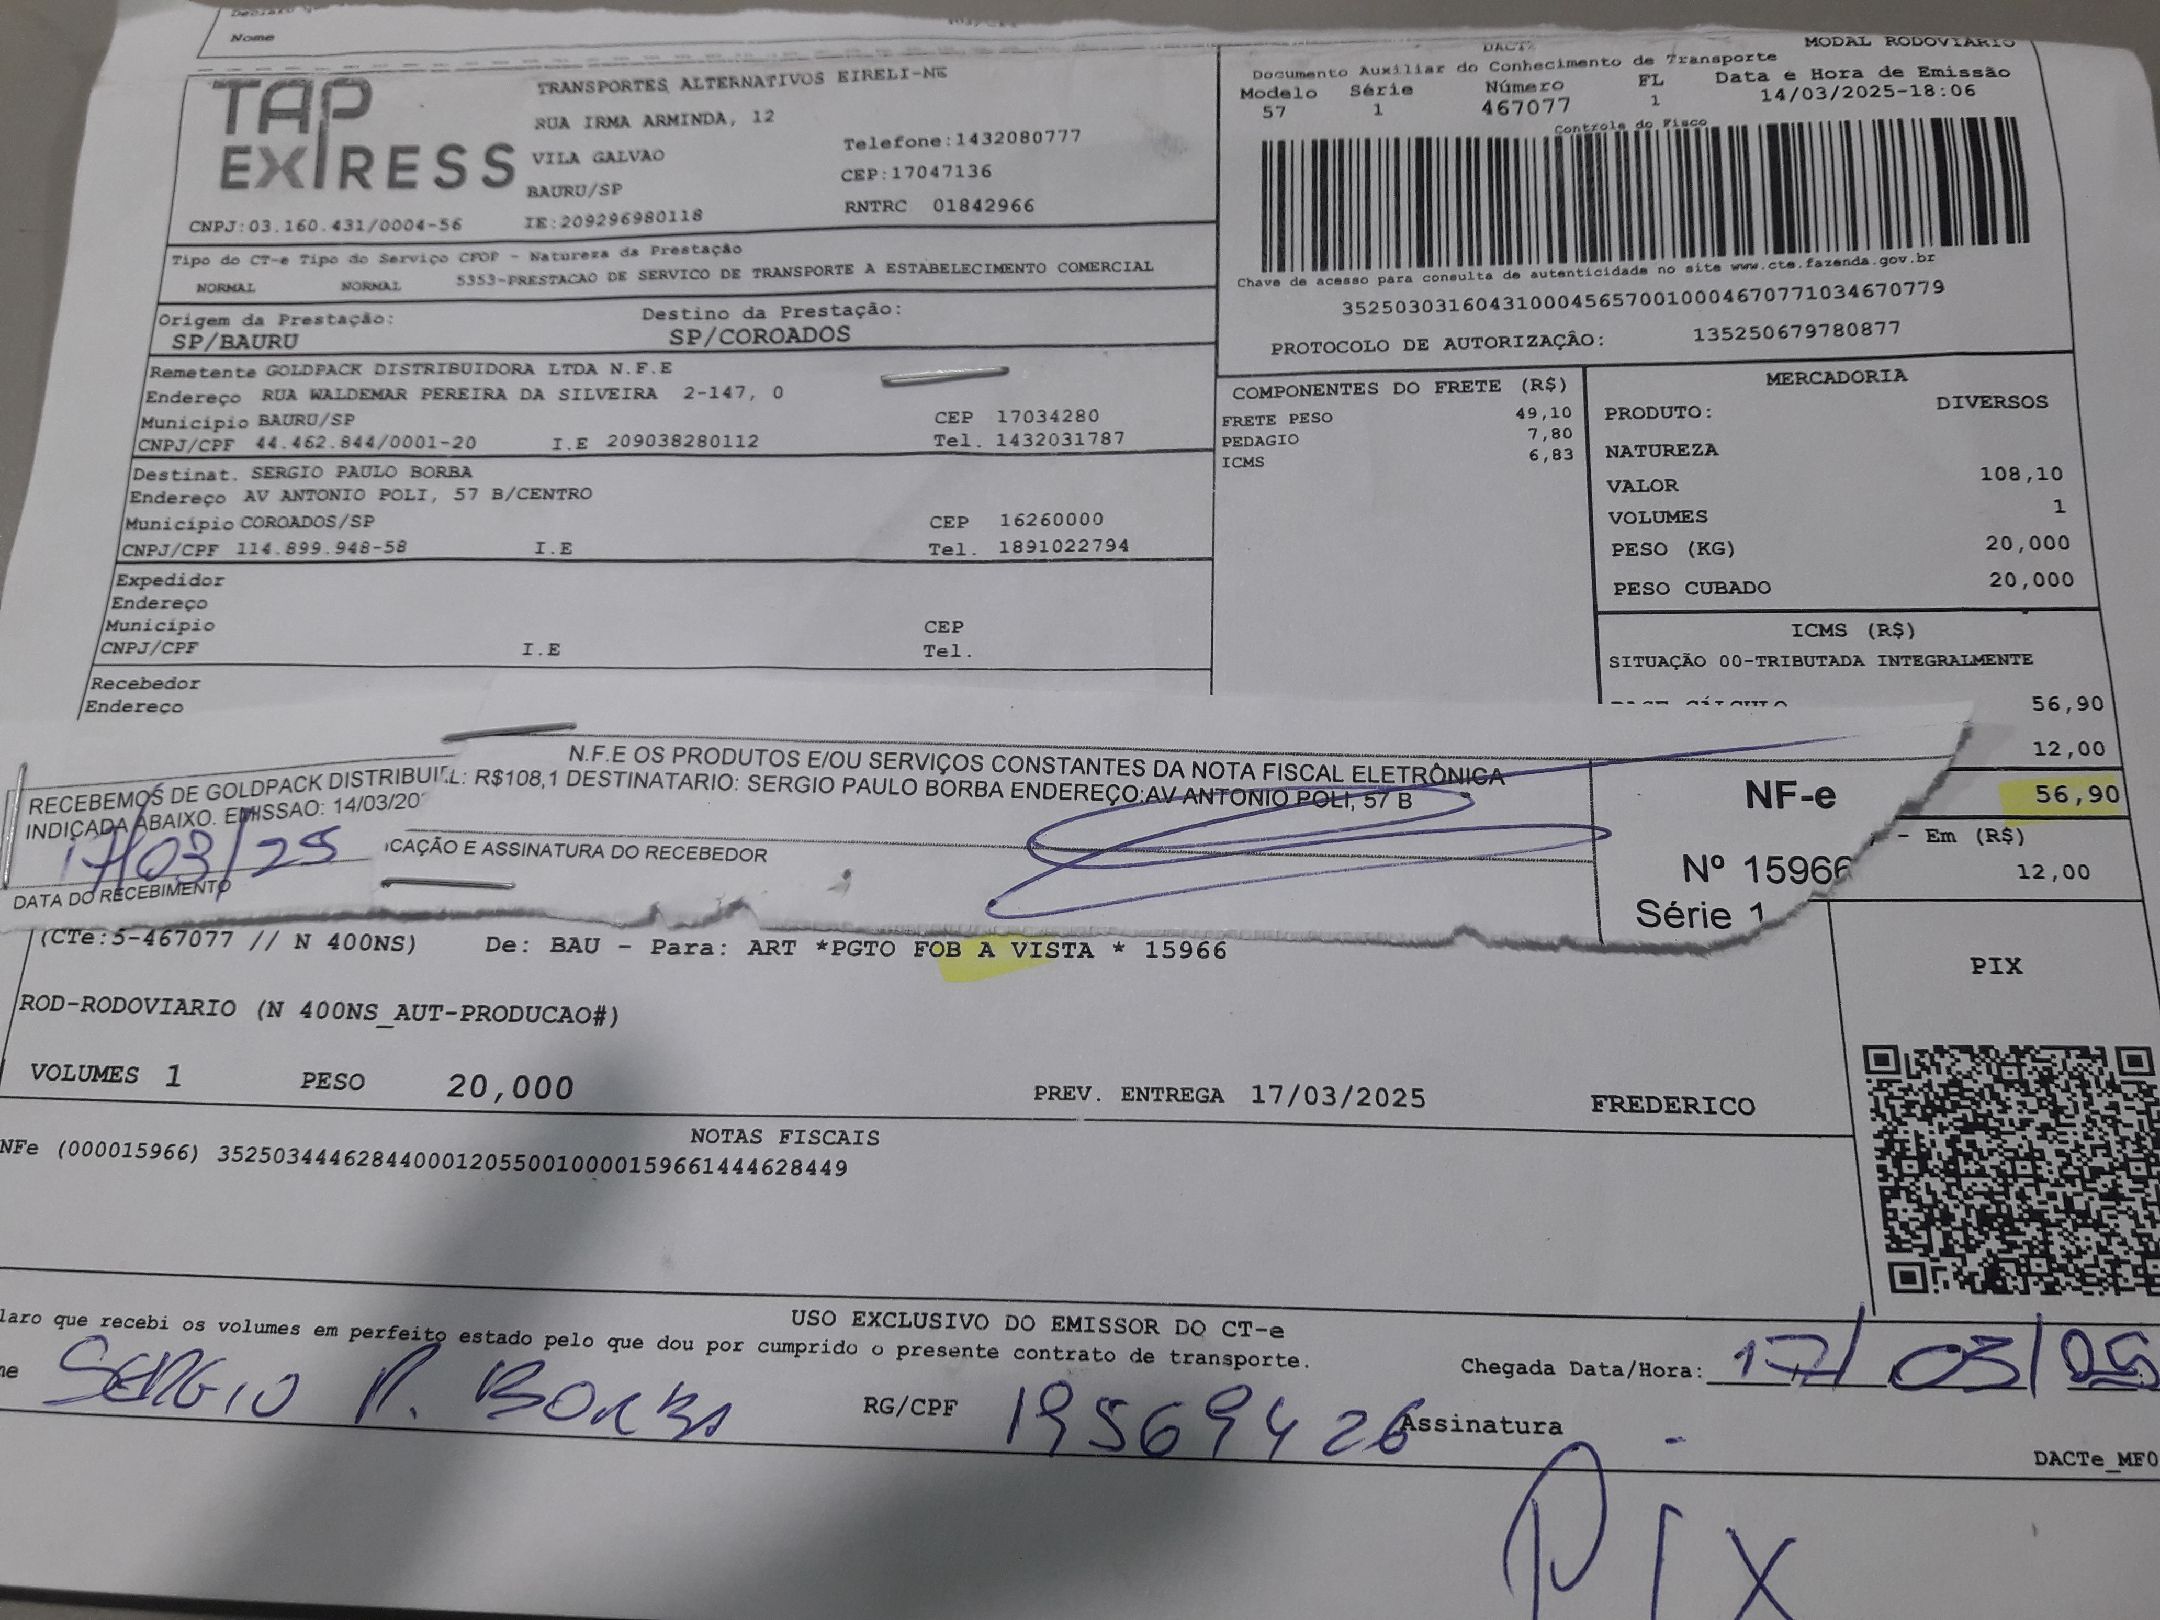 Nome
TAP EXPRESS
TRANSPORTES ALTERNATIVOS EIRELI-ME
RUA IRMA ARMINDA, 12
VILA GALVAO
Telefone:1432080777
BAURU/SP
CEP:17047136
CNPJ:03.160.431/0004-56
IE:209296980118
RNTRC 01842966
DACTE
MODAL RODOVIARIO
Documento Auxiliar do Conhecimento de Transporte
Modelo Série Número FL Data e Hora de Emissão
57 1 467077 1 14/03/2025-18:06
Controle do Fisco
Chave de acesso para consulta de autenticidade no site www.cte.fazenda.gov.br
35250303160431000456570010004670771034670779
PROTOCOLO DE AUTORIZAÇÂO: 135250679780877
Tipo do CT-e Tipo do Serviço CFOP - Natureza da Prestação
NORMAL NORMAL 5353-PRESTACAO DE SERVICO DE TRANSPORTE A ESTABELECIMENTO COMERCIAL
Origem da Prestação: Destino da Prestação:
SP/BAURU SP/COROADOS
Remetente GOLDPACK DISTRIBUIDORA LTDA N.F.E
Endereço RUA WALDEMAR PEREIRA DA SILVEIRA 2-147, 0
Município BAURU/SP CEP 17034280
CNPJ/CPF 44.462.844/0001-20 I.E 209038280112 Tel. 1432031787
Destinat. SERGIO PAULO BORBA
Endereço AV ANTONIO POLI, 57 B/CENTRO
Município COROADOS/SP CEP 16260000
CNPJ/CPF 114.899.948-58 I.E Tel. 1891022794
Expedidor
Endereço
Município CEP
CNPJ/CPF I.E Tel.
Recebedor
Endereço
COMPONENTES DO FRETE (R$)
FRETE PESO 49,10
PEDAGIO 7,80
ICMS 6,83
MERCADORIA
PRODUTO: DIVERSOS
NATUREZA
VALOR 108,10
VOLUMES 1
PESO (KG) 20,000
PESO CUBADO 20,000
ICMS (R$)
SITUAÇÃO 00-TRIBUTADA INTEGRALMENTE
BASE CÁLCULO 56,90
12,00
56,90
- Em (R$)
12,00
N.F.E OS PRODUTOS E/OU SERVIÇOS CONSTANTES DA NOTA FISCAL ELETRÔNICA
RECEBEMOS DE GOLDPACK DISTRIBUI L: R$108,1 DESTINATARIO: SERGIO PAULO BORBA ENDEREÇO:AV ANTONIO POLI, 57 B
INDICADA ABAIXO. EMISSAO: 14/03/20
17/03/25
CAÇÃO E ASSINATURA DO RECEBEDOR
DATA DO RECEBIMENTO
NF-e
Nº 15966
Série 1
(CTe:5-467077 // N 400NS) De: BAU - Para: ART *PGTO FOB A VISTA * 15966
PIX
ROD-RODOVIARIO (N 400NS_AUT-PRODUCAO#)
VOLUMES 1 PESO 20,000 PREV. ENTREGA 17/03/2025 FREDERICO
NOTAS FISCAIS
NFe (000015966) 35250344462844000120550010000159661444628449
USO EXCLUSIVO DO EMISSOR DO CT-e
laro que recebi os volumes em perfeito estado pelo que dou por cumprido o presente contrato de transporte.
Chegada Data/Hora: 17/03/25
me SERGIO P. BORBA RG/CPF 19569426 Assinatura
DACTe_MF0
Pix